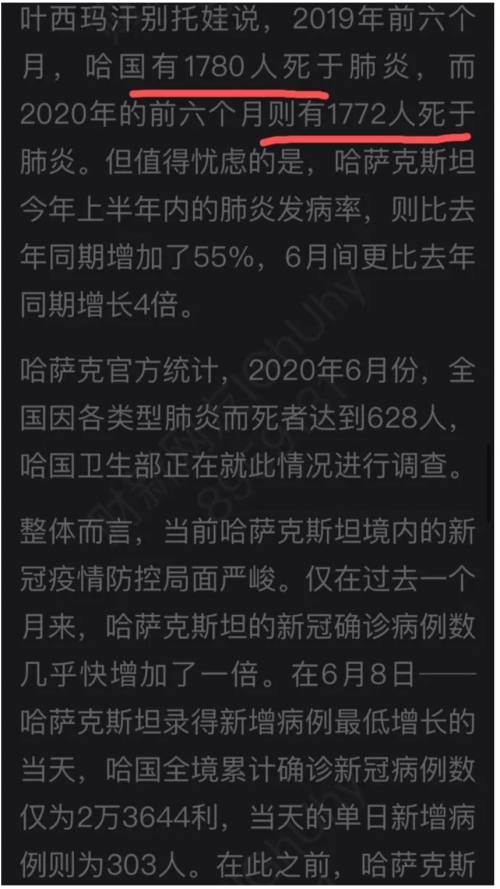 叶西玛汗别托娃说，2019年前六个
月，哈国有1780人死于肺炎，而
2020年的前六个月则有1772人死于
肺炎。但值得忧虑的是，哈萨克斯坦
今年上半年内的肺炎发病率，则比去
年同期增加了55%，6月间更比去年
同期增长4倍。
哈萨克官方统计，2020年6月份，全
国因各类型肺炎而死者达到628人，
哈国卫生部正在就此情况进行调查。
整体而言，当前哈萨克斯坦境内的新
冠疫情防控局面严峻。仅在过去一个
月来，哈萨克斯坦的新冠确诊病例数
几乎快增加了一倍。在6月8日——
哈萨克斯坦录得新增病例最低增长的
当天，哈国全境累计确诊新冠病例数
仅为2万3644利，当天的单日新增病
例则为303人。在此之前，哈萨克斯